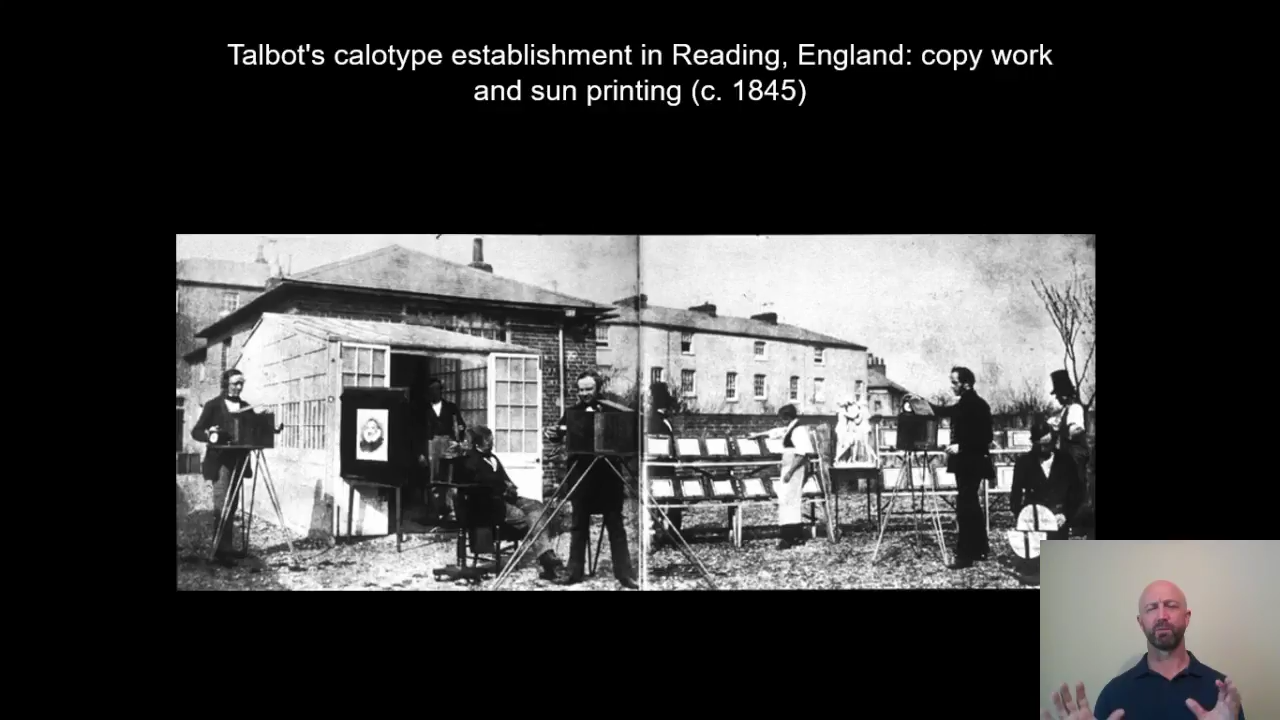 Talbot's calotype establishment in Reading, England: copy work
and sun printing (c. 1845)